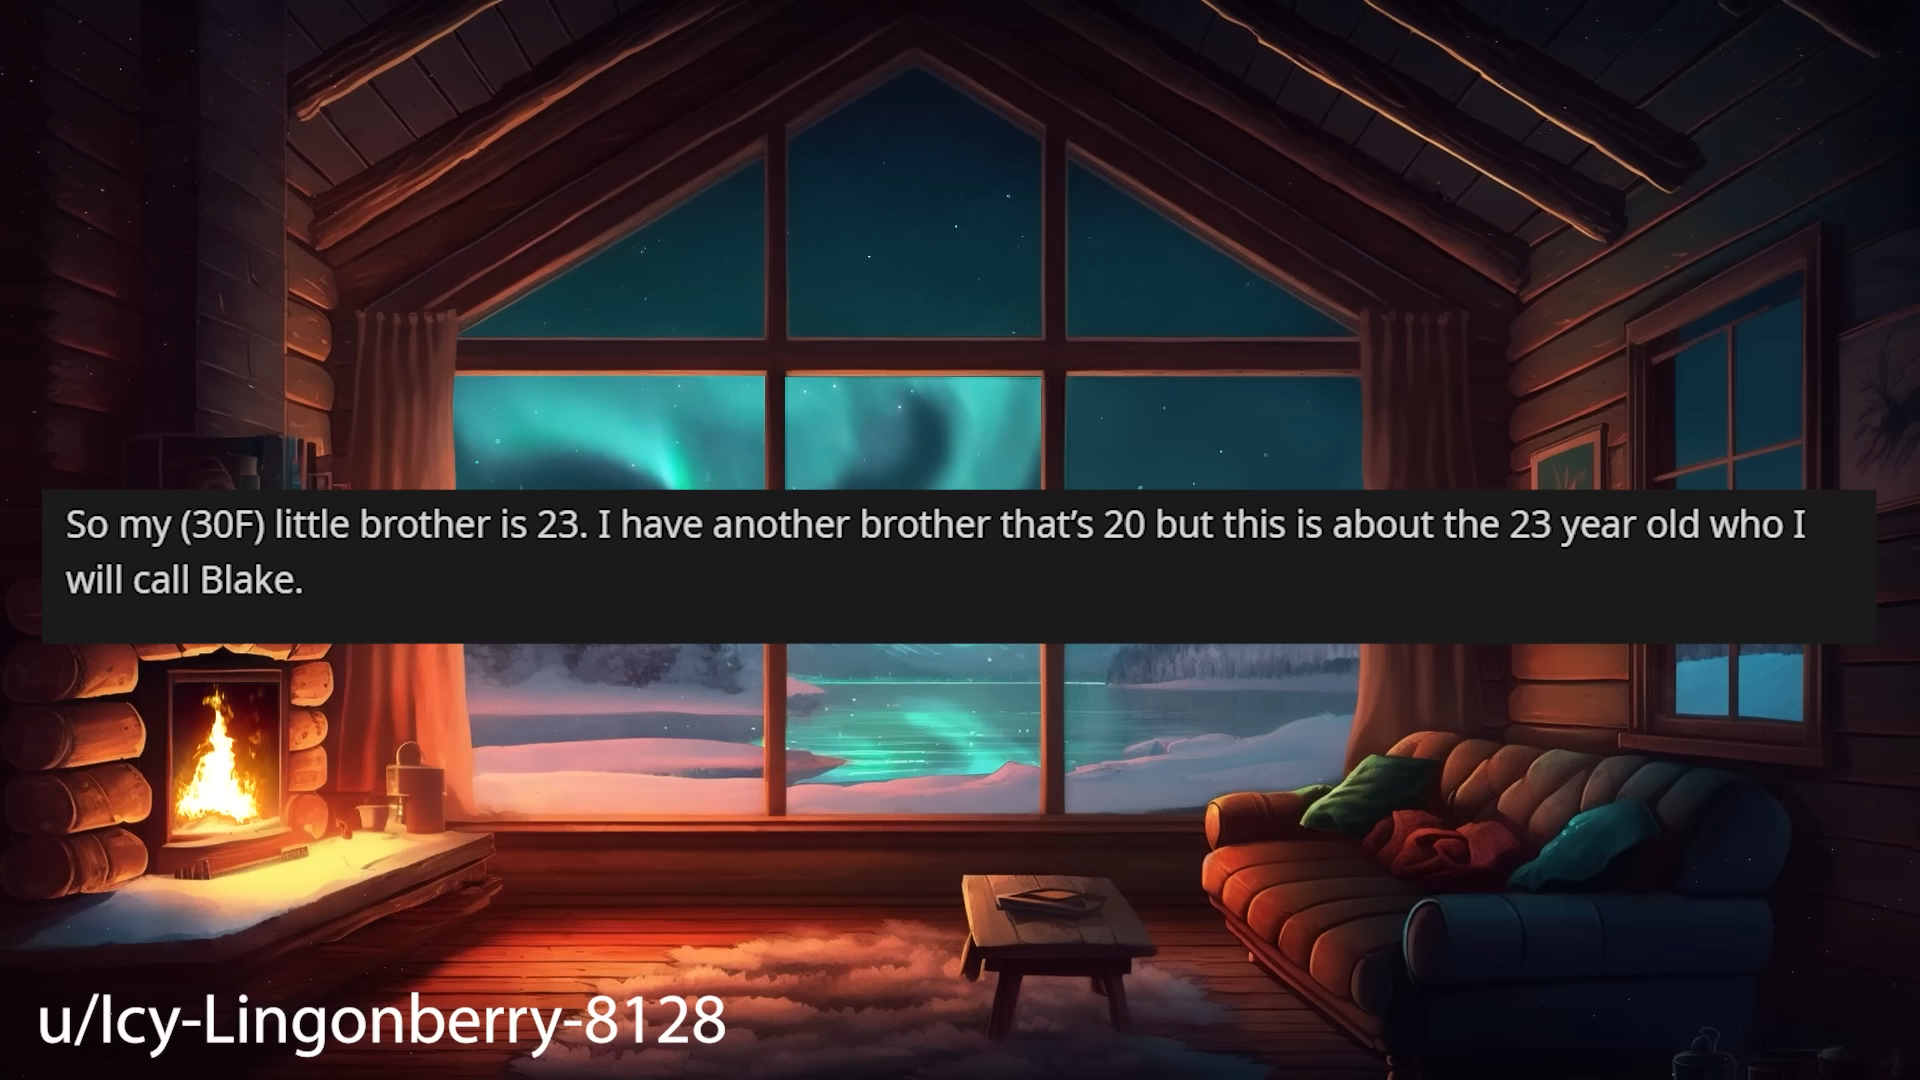 So my (30F) little brother is 23. I have another brother that’s 20 but this is about the 23 year old who I
will call Blake.
u/Icy-Lingonberry-8128